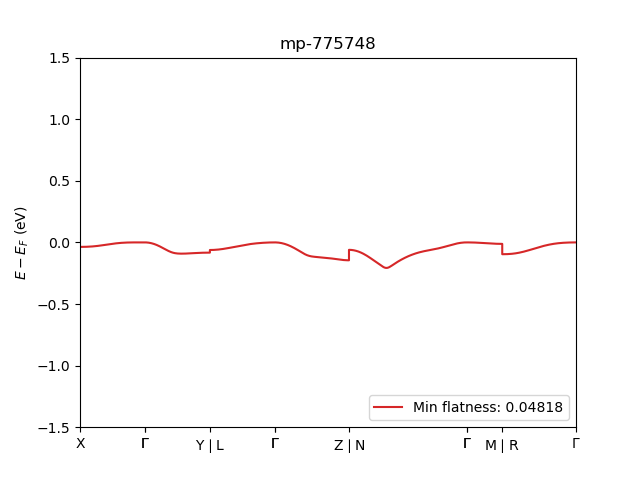 mp-775748
E − E_F (eV)
1.5
1.0
0.5
0.0
−0.5
−1.0
−1.5
Min flatness: 0.04818
X Γ Y | L Γ Z | N Γ M | R Γ